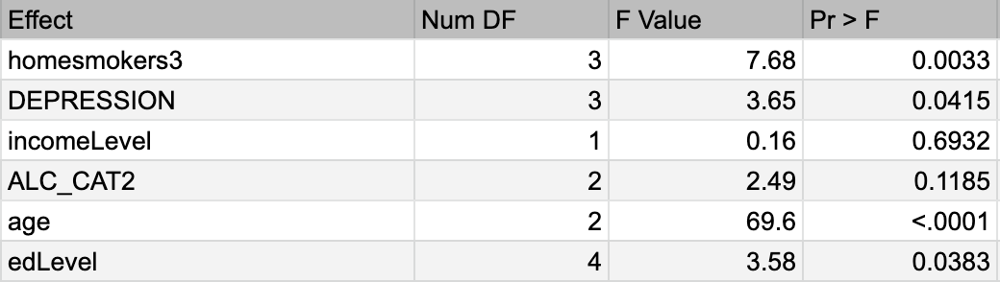 Effect Num DF F Value Pr > F
homesmokers3 3 7.68 0.0033
DEPRESSION 3 3.65 0.0415
incomeLevel 1 0.16 0.6932
ALC_CAT2 2 2.49 0.1185
age 2 69.6 <.0001
edLevel 4 3.58 0.0383